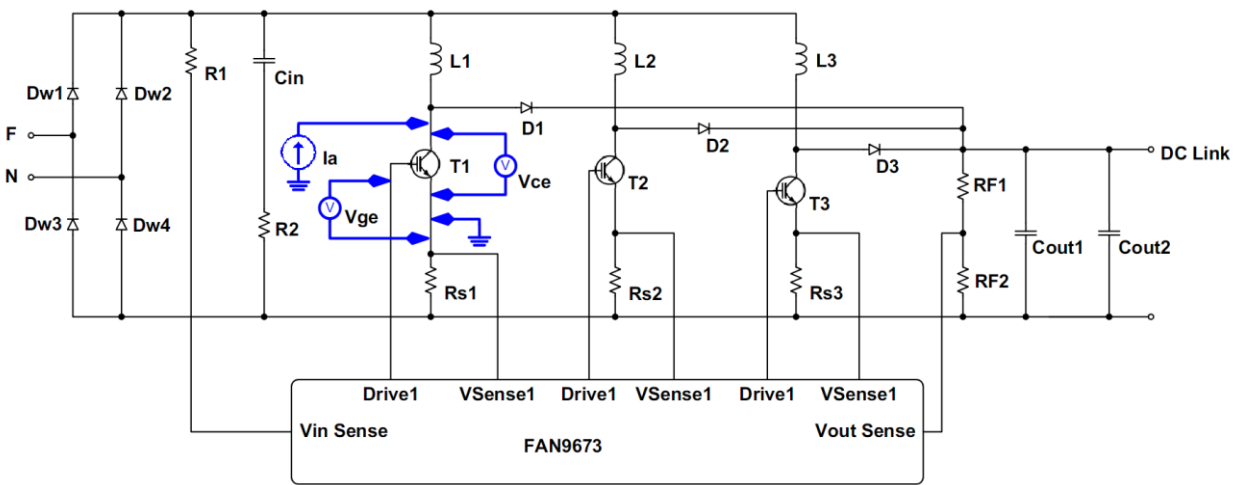 L1
L2
L3
R1
Cin
Dw1
Dw2
F
D1
Ia
T1
V
Vce
D2
D3
DC Link
N
T2
T3
RF1
V
Vge
Dw3
Dw4
R2
Cout1
Cout2
Rs1
Rs2
Rs3
RF2
Drive1
VSense1
Drive1
VSense1
Drive1
VSense1
Vin Sense
Vout Sense
FAN9673